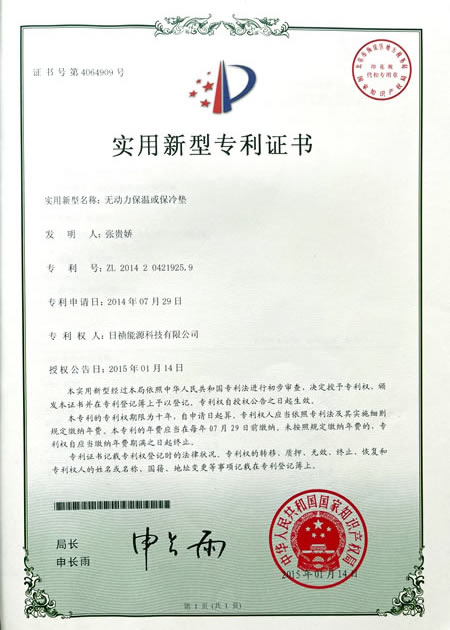 证书号第4064909号
实用新型专利证书
实用新型名称：无动力保温或保冷垫
发明人：张贵娇
专利号：ZL 2014 2 0421925.9
专利申请日：2014年07月29日
专利权人：日禎能源科技有限公司
授权公告日：2015年01月14日
本实用新型经过本局依照中华人民共和国专利法进行初步审查，决定授予专利权，颁
发本证书并在专利登记簿上予以登记。专利权自授权公告之日起生效。
本专利的专利权期限为十年，自申请日起算。专利权人应当依照专利法及其实施细则
规定缴纳年费。本专利的年费应当在每年07月29日前缴纳。未按照规定缴纳年费的，专
利权自应当缴纳年费期满之日起终止。
专利证书记载专利权登记时的法律状况。专利权的转移、质押、无效、终止、恢复和
专利权人的姓名或名称、国籍、地址变更等事项记载在专利登记簿上。
局长
申长雨
申长雨
中华人民共和国国家知识产权局
2015年01月14日
第1页(共1页)